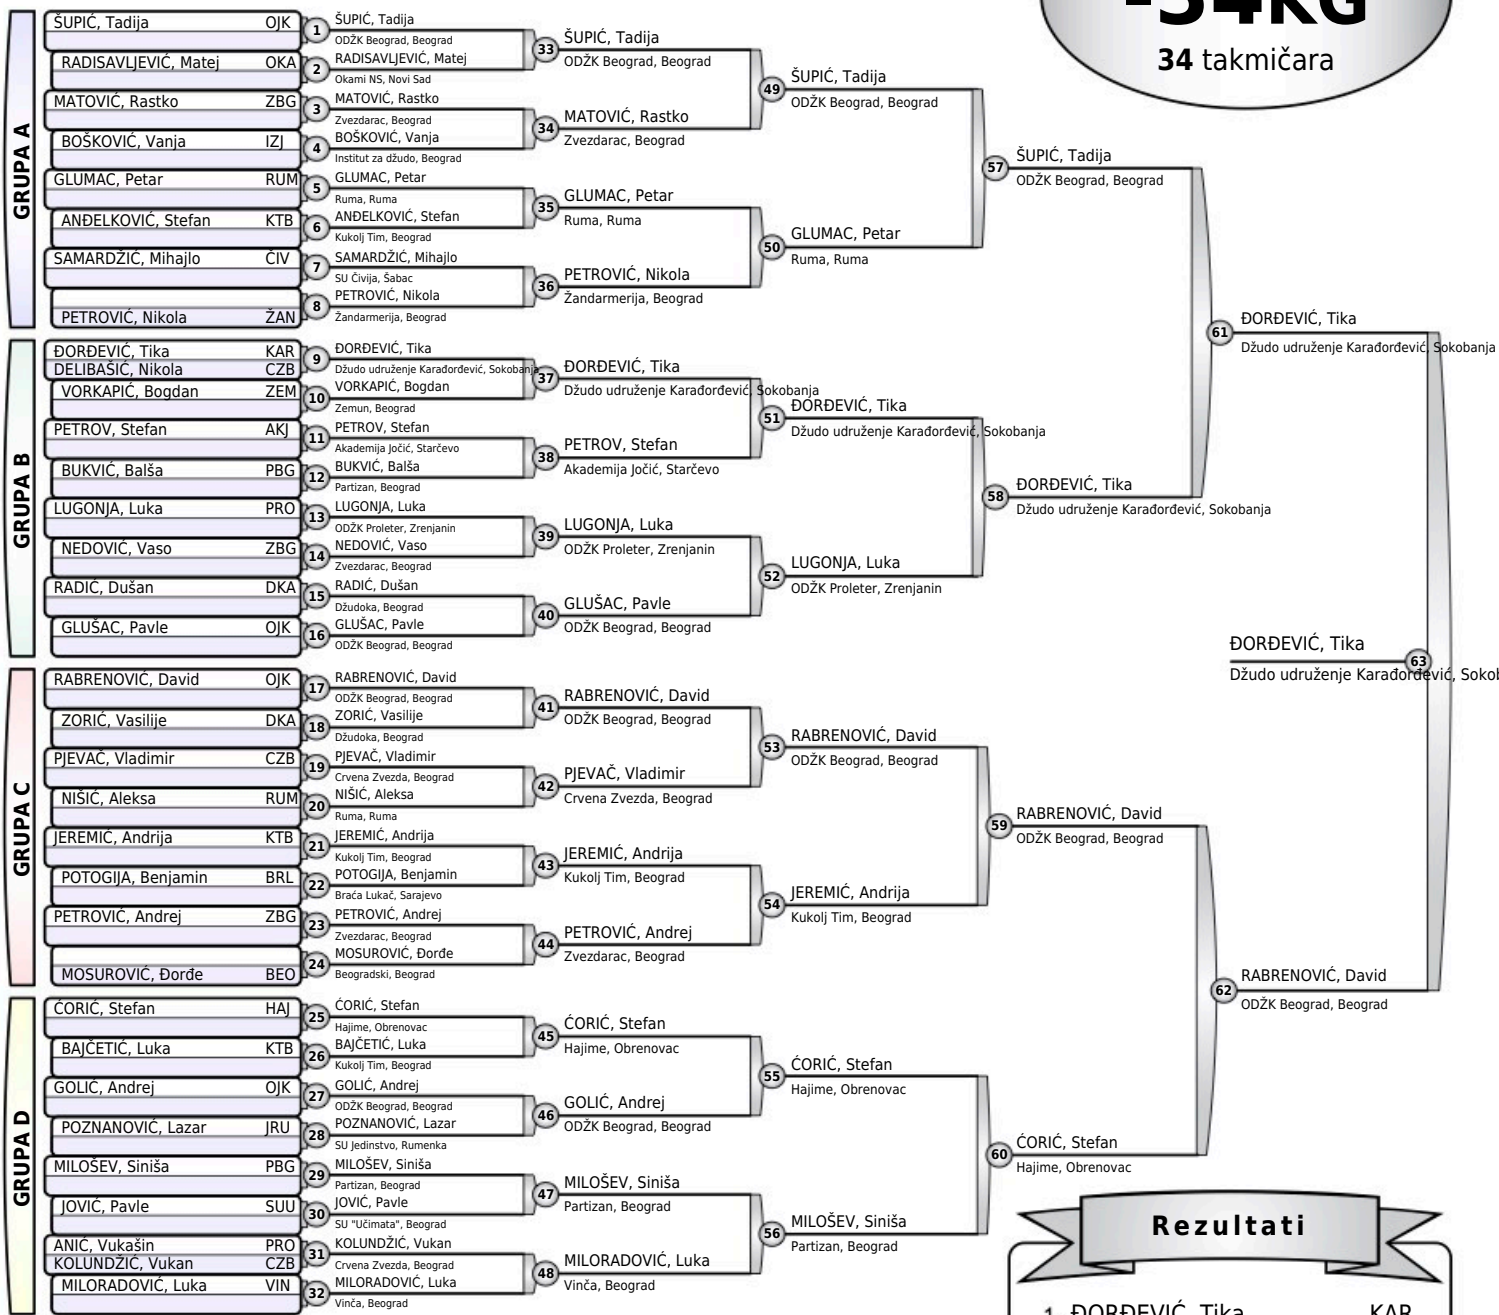 -54KG
34 takmičara
GRUPA A
ŠUPIĆ, Tadija OJK
RADISAVLJEVIĆ, Matej OKA
MATOVIĆ, Rastko ZBG
BOŠKOVIĆ, Vanja IZJ
GLUMAC, Petar RUM
ANĐELKOVIĆ, Stefan KTB
SAMARDŽIĆ, Mihajlo ČIV
PETROVIĆ, Nikola ŽAN
GRUPA B
ĐORĐEVIĆ, Tika KAR
DELIBAŠIĆ, Nikola CZB
VORKAPIĆ, Bogdan ZEM
PETROV, Stefan AKJ
BUKVIĆ, Balša PBG
LUGONJA, Luka PRO
NEDOVIĆ, Vaso ZBG
RADIĆ, Dušan DKA
GLUŠAC, Pavle OJK
GRUPA C
RABRENOVIĆ, David OJK
ZORIĆ, Vasilije DKA
PJEVAČ, Vladimir CZB
NIŠIĆ, Aleksa RUM
JEREMIĆ, Andrija KTB
POTOGIJA, Benjamin BRL
PETROVIĆ, Andrej ZBG
MOSUROVIĆ, Đorđe BEO
GRUPA D
ĆORIĆ, Stefan HAJ
BAJČETIĆ, Luka KTB
GOLIĆ, Andrej OJK
POZNANOVIĆ, Lazar JRU
MILOŠEV, Siniša PBG
JOVIĆ, Pavle SUU
ANIĆ, Vukašin PRO
KOLUNDŽIĆ, Vukan CZB
MILORADOVIĆ, Luka VIN
1 ŠUPIĆ, Tadija
ODŽK Beograd, Beograd
2 RADISAVLJEVIĆ, Matej
Okami NS, Novi Sad
3 MATOVIĆ, Rastko
Zvezdarac, Beograd
4 BOŠKOVIĆ, Vanja
Institut za džudo, Beograd
5 GLUMAC, Petar
Ruma, Ruma
6 ANĐELKOVIĆ, Stefan
Kukolj Tim, Beograd
7 SAMARDŽIĆ, Mihajlo
SU Čivija, Šabac
8 PETROVIĆ, Nikola
Žandarmerija, Beograd
9 ĐORĐEVIĆ, Tika
Džudo udruženje Karađorđević, Sokobanja
10 VORKAPIĆ, Bogdan
Zemun, Beograd
11 PETROV, Stefan
Akademija Jočić, Starčevo
12 BUKVIĆ, Balša
Partizan, Beograd
13 LUGONJA, Luka
ODŽK Proleter, Zrenjanin
14 NEDOVIĆ, Vaso
Zvezdarac, Beograd
15 RADIĆ, Dušan
Džudoka, Beograd
16 GLUŠAC, Pavle
ODŽK Beograd, Beograd
17 RABRENOVIĆ, David
ODŽK Beograd, Beograd
18 ZORIĆ, Vasilije
Džudoka, Beograd
19 PJEVAČ, Vladimir
Crvena Zvezda, Beograd
20 NIŠIĆ, Aleksa
Ruma, Ruma
21 JEREMIĆ, Andrija
Kukolj Tim, Beograd
22 POTOGIJA, Benjamin
Braća Lukač, Sarajevo
23 PETROVIĆ, Andrej
Zvezdarac, Beograd
24 MOSUROVIĆ, Đorđe
Beogradski, Beograd
25 ĆORIĆ, Stefan
Hajime, Obrenovac
26 BAJČETIĆ, Luka
Kukolj Tim, Beograd
27 GOLIĆ, Andrej
ODŽK Beograd, Beograd
28 POZNANOVIĆ, Lazar
SU Jedinstvo, Rumenka
29 MILOŠEV, Siniša
Partizan, Beograd
30 JOVIĆ, Pavle
SU "Učimata", Beograd
31 KOLUNDŽIĆ, Vukan
Crvena Zvezda, Beograd
32 MILORADOVIĆ, Luka
Vinča, Beograd
33 ŠUPIĆ, Tadija
ODŽK Beograd, Beograd
34 MATOVIĆ, Rastko
Zvezdarac, Beograd
35 GLUMAC, Petar
Ruma, Ruma
36 PETROVIĆ, Nikola
Žandarmerija, Beograd
37 ĐORĐEVIĆ, Tika
Džudo udruženje Karađorđević, Sokobanja
38 PETROV, Stefan
Akademija Jočić, Starčevo
39 LUGONJA, Luka
ODŽK Proleter, Zrenjanin
40 GLUŠAC, Pavle
ODŽK Beograd, Beograd
41 RABRENOVIĆ, David
ODŽK Beograd, Beograd
42 PJEVAČ, Vladimir
Crvena Zvezda, Beograd
43 JEREMIĆ, Andrija
Kukolj Tim, Beograd
44 PETROVIĆ, Andrej
Zvezdarac, Beograd
45 ĆORIĆ, Stefan
Hajime, Obrenovac
46 GOLIĆ, Andrej
ODŽK Beograd, Beograd
47 MILOŠEV, Siniša
Partizan, Beograd
48 MILORADOVIĆ, Luka
Vinča, Beograd
49 ŠUPIĆ, Tadija
ODŽK Beograd, Beograd
50 GLUMAC, Petar
Ruma, Ruma
51 ĐORĐEVIĆ, Tika
Džudo udruženje Karađorđević, Sokobanja
52 LUGONJA, Luka
ODŽK Proleter, Zrenjanin
53 RABRENOVIĆ, David
ODŽK Beograd, Beograd
54 JEREMIĆ, Andrija
Kukolj Tim, Beograd
55 ĆORIĆ, Stefan
Hajime, Obrenovac
56 MILOŠEV, Siniša
Partizan, Beograd
57 ŠUPIĆ, Tadija
ODŽK Beograd, Beograd
58 ĐORĐEVIĆ, Tika
Džudo udruženje Karađorđević, Sokobanja
59 RABRENOVIĆ, David
ODŽK Beograd, Beograd
60 ĆORIĆ, Stefan
Hajime, Obrenovac
61 ĐORĐEVIĆ, Tika
Džudo udruženje Karađorđević, Sokobanja
62 RABRENOVIĆ, David
ODŽK Beograd, Beograd
ĐORĐEVIĆ, Tika 63
Džudo udruženje Karađorđević, Sokob
Rezultati
1 ĐORĐEVIĆ, Tika KAR